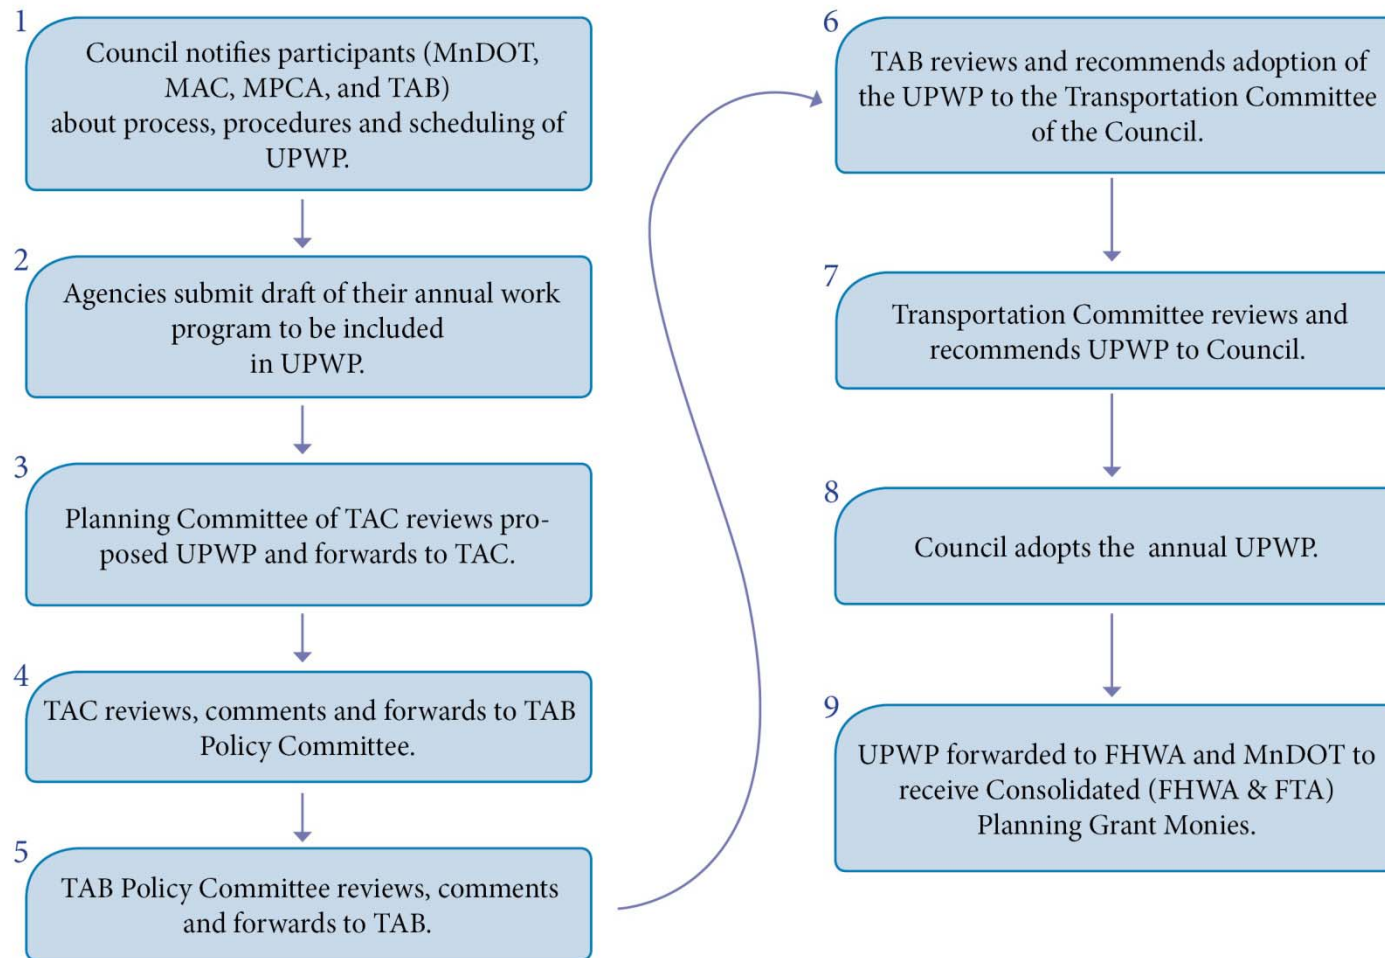 1
Council notifies participants (MnDOT,
MAC, MPCA, and TAB)
about process, procedures and scheduling of
UPWP.
2
Agencies submit draft of their annual work
program to be included
in UPWP.
3
Planning Committee of TAC reviews pro-
posed UPWP and forwards to TAC.
4
TAC reviews, comments and forwards to TAB
Policy Committee.
5
TAB Policy Committee reviews, comments
and forwards to TAB.
6
TAB reviews and recommends adoption of
the UPWP to the Transportation Committee
of the Council.
7
Transportation Committee reviews and
recommends UPWP to Council.
8
Council adopts the annual UPWP.
9
UPWP forwarded to FHWA and MnDOT to
receive Consolidated (FHWA & FTA)
Planning Grant Monies.